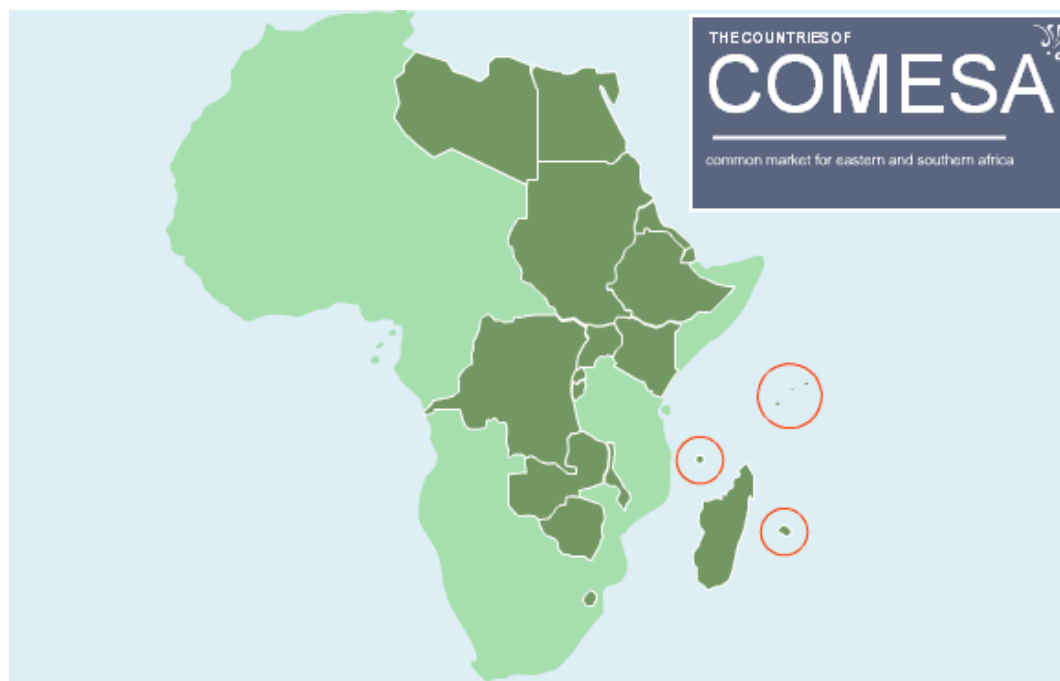 THE COUNTRIES OF
COMESA
common market for eastern and southern africa